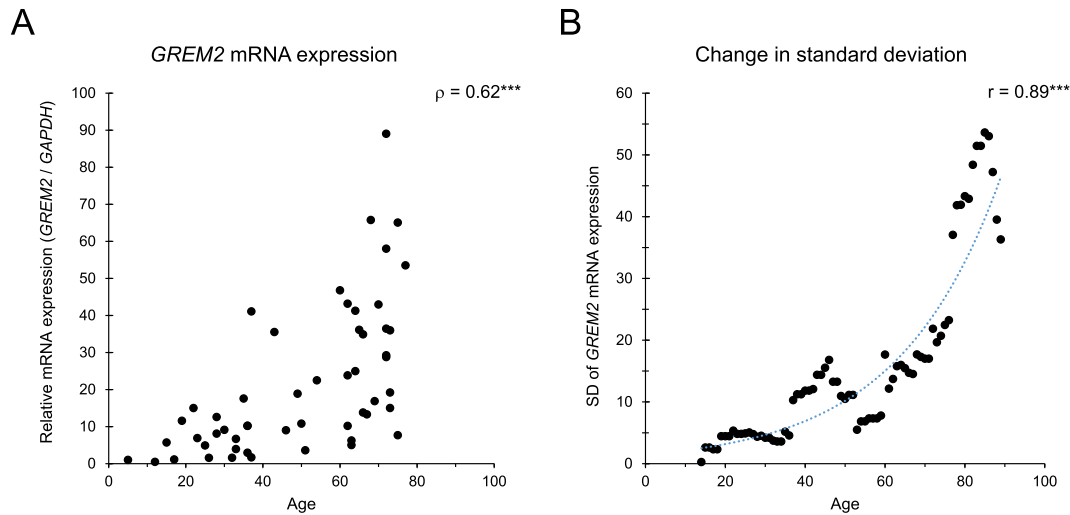 A
B
GREM2 mRNA expression
Change in standard deviation
ρ = 0.62***
r = 0.89***
Relative mRNA expression (GREM2 / GAPDH)
100
90
80
70
60
50
40
30
20
10
0
0 20 40 60 80 100
Age
SD of GREM2 mRNA expression
60
50
40
30
20
10
0
0 20 40 60 80 100
Age